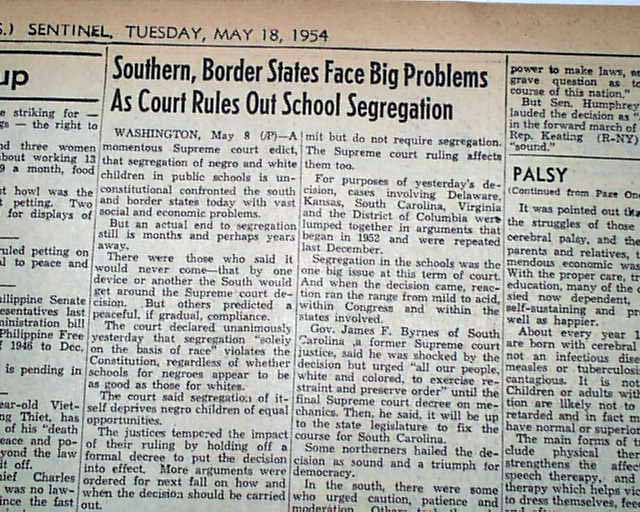 S.) SENTINEL, TUESDAY, MAY 18, 1954
up
e striking for —
gs — the right to
nd three women
about working 13
9 a month, food
st howl was the
t petting. Two
for displays of
ruled petting on
al to peace and
ilippine Senate
esentatives last
ministration bill
Philippine Free
f 1946 to Dec.
is pending in
ear-old Viet-
ng Thiet, has
of his "death
eace and po-
yond the law
it off.
ief Charles
was no law-
nce the fast
Southern, Border States Face Big Problems
As Court Rules Out School Segregation
WASHINGTON, May 8 (/P)—A
momentous Supreme court edict,
that segregation of negro and white
children in public schools is un-
constitutional confronted the south
and border states today with vast
social and economic problems.
But an actual end to segregation
still is months and perhaps years
away.
There were those who said it
would never come—that by one
device or another the South would
get around the Supreme court de-
cision. But others predicted a
peaceful, if gradual, compliance.
The court declared unanimously
yesterday that segregation "solely
on the basis of race" violates the
Constitution, regardless of whether
schools for negroes appear to be
as good as those for whites.
The court said segregation of it-
self deprives negro children of equal
opportunities.
The justices tempered the impact
of their ruling by holding off a
formal decree to put the decision
into effect. More arguments were
ordered for next fall on how and
when the decision should be carried
out.
mit but do not require segregation.
The Supreme court ruling affects
them too.
For purposes of yesterday's de-
cision, cases involving Delaware,
Kansas, South Carolina, Virginia
and the District of Columbia were
lumped together in arguments that
began in 1952 and were repeated
last December.
Segregation in the schools was the
one big issue at this term of court.
And when the decision came, reac-
tion ran the range from mild to acid,
within Congress and within the
states involved.
Gov. James F. Byrnes of South
Carolina ,a former Supreme court
justice, said he was shocked by the
decision but urged "all our people,
white and colored, to exercise re-
straint and preserve order" until the
final Supreme court decree on me-
chanics. Then, he said, it will be up
to the state legislature to fix the
course for South Carolina.
Some northerners hailed the de-
cision as sound and a triumph for
democracy.
In the south, there were some
who urged caution, patience and
moderation.
power to make laws,
grave question as to
course of this nation."
But Sen. Humphrey
lauded the decision as
in the forward march of
Rep. Keating (R-NY)
"sound."
PALSY
(Continued from Page One
It was pointed out
the struggles of those
cerebral palsy, and the
parents and relatives,
mendous economic
With the proper care,
education, many of the
sied now dependent,
self-sustaining and
well as happier.
About every year
are born with cerebral
not an infectious
measles or tuberculosis
contagious. It is no
Children or adults with
tion are likely not to
retarded and in fact m
have normal or superior
The main forms of
clude physical ther
strengthens the affe
speech therapy, and
therapy which helps vic
to dress themselves, feed